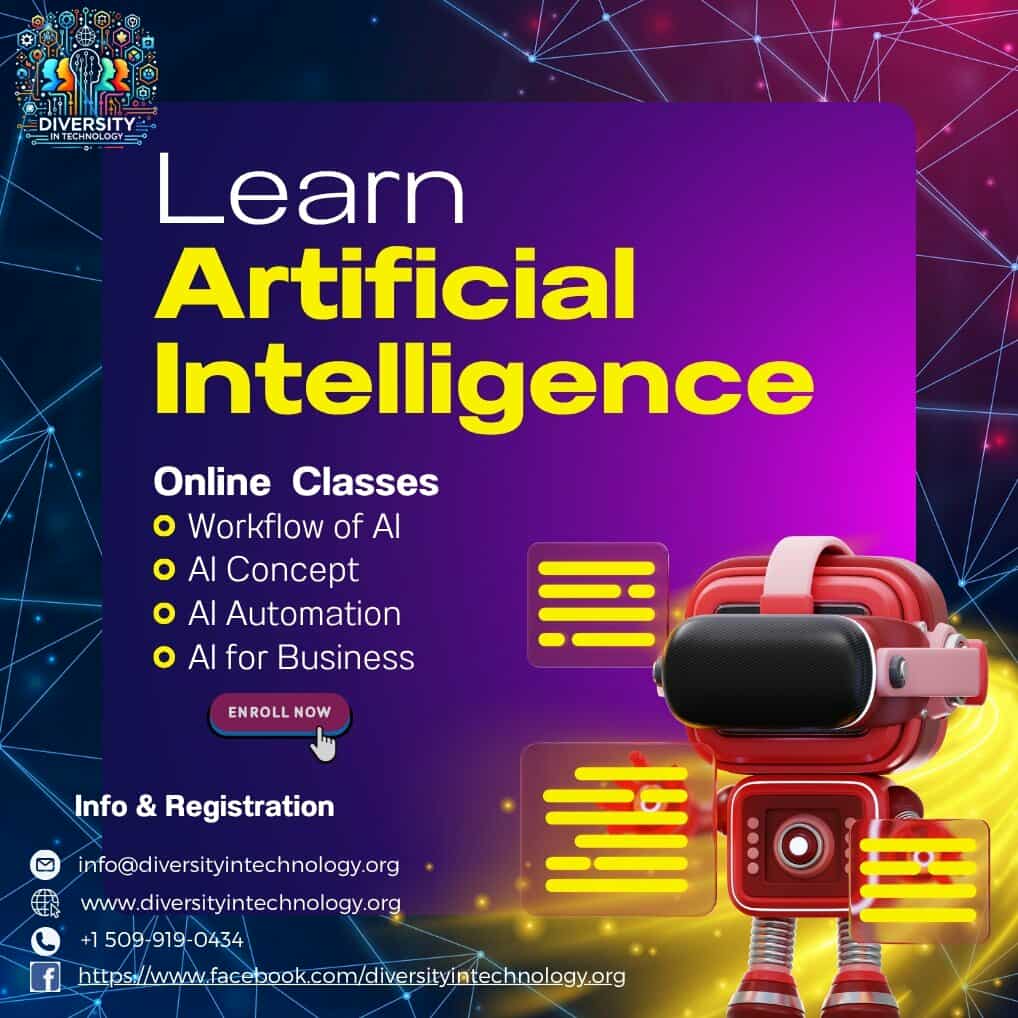 DIVERSITY
IN TECHNOLOGY
Learn
Artificial
Intelligence
Online Classes
Workflow of AI
AI Concept
AI Automation
AI for Business
ENROLL NOW
Info & Registration
info@diversityintechnology.org
www.diversityintechnology.org
+1 509-919-0434
https://www.facebook.com/diversityintechnology.org